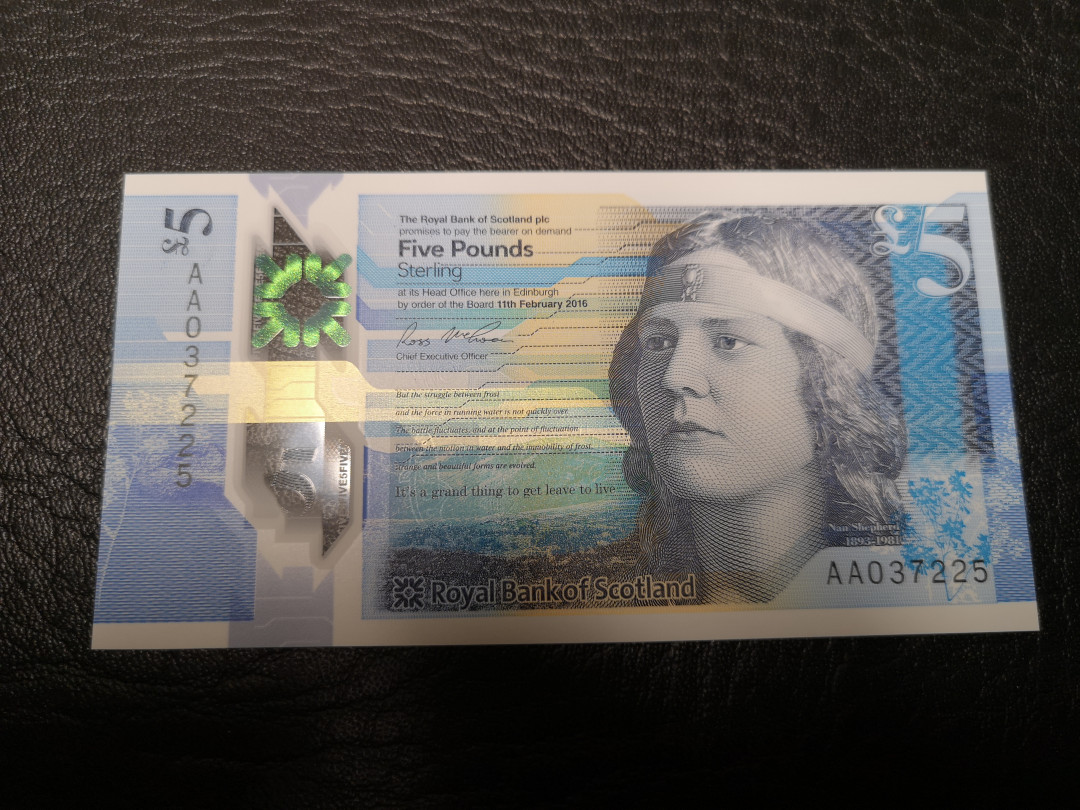 £5
AA037225
The Royal Bank of Scotland plc
promises to pay the bearer on demand
Five Pounds
Sterling
at its Head Office here in Edinburgh
by order of the Board 11th February 2016
Ross McEwan
Chief Executive Officer
But the struggle between frost
and the force in running water is not quickly over.
The battle fluctuates, and at the point of fluctuation
between the motion in water and the immobility of frost,
strange and beautiful forms are evolved.
It's a grand thing to get leave to live
5
IVE5FIVE
£5
Nan Shepherd
1893-1981
AA037225
Royal Bank of Scotland